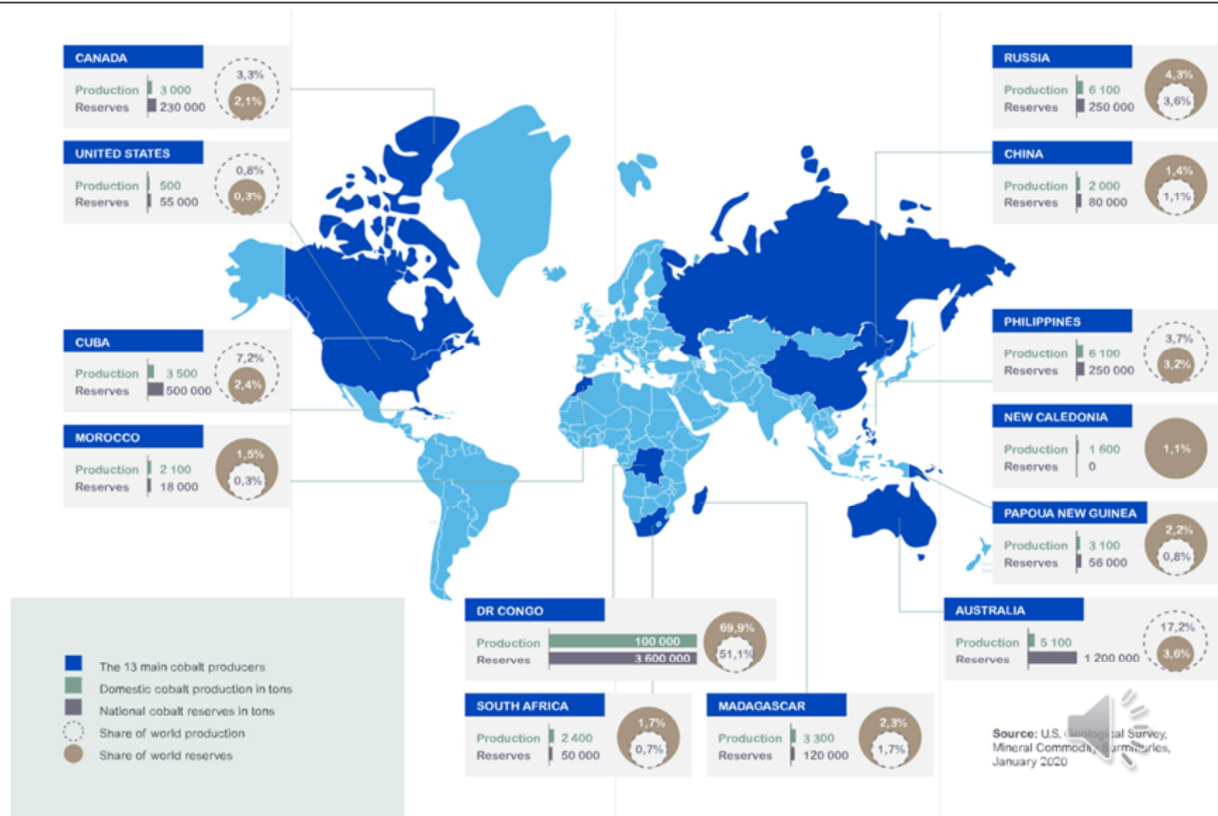 CANADA
Production 3 000
Reserves 230 000
3,3%
2,1%
UNITED STATES
Production 500
Reserves 55 000
0,8%
0,3%
CUBA
Production 3 500
Reserves 500 000
7,2%
2,4%
MOROCCO
Production 2 100
Reserves 18 000
1,5%
0,3%
RUSSIA
Production 6 100
Reserves 250 000
4,3%
3,6%
CHINA
Production 2 000
Reserves 80 000
1,4%
1,1%
PHILIPPINES
Production 6 100
Reserves 250 000
3,7%
3,2%
NEW CALEDONIA
Production 1 600
Reserves 0
1,1%
PAPOUA NEW GUINEA
Production 3 100
Reserves 56 000
2,2%
0,8%
AUSTRALIA
Production 5 100
Reserves 1 200 000
17,2%
3,6%
DR CONGO
Production 100 000
Reserves 3 600 000
69,9%
51,1%
SOUTH AFRICA
Production 2 400
Reserves 50 000
1,7%
0,7%
MADAGASCAR
Production 3 300
Reserves 120 000
2,3%
1,7%
The 13 main cobalt producers
Domestic cobalt production in tons
National cobalt reserves in tons
Share of world production
Share of world reserves
Source: U.S. Geological Survey,
Mineral Commodity Summaries,
January 2020